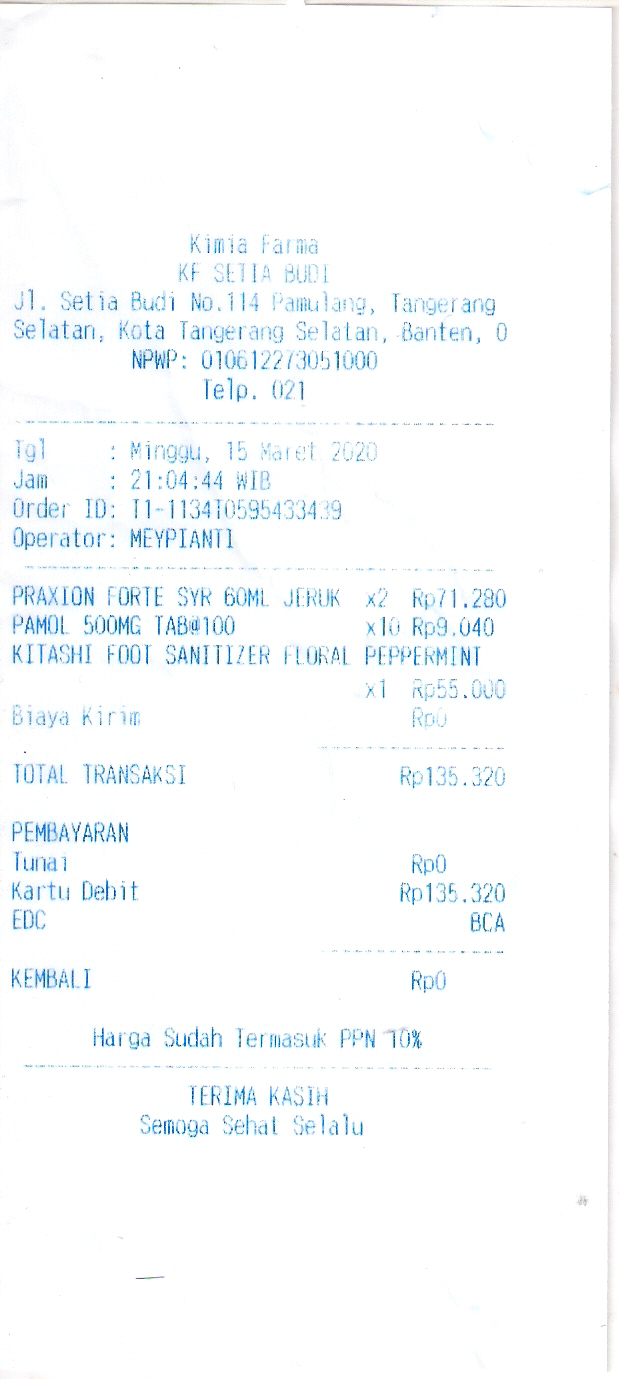 Kimia Farma
KF SETIA BUDI
Jl. Setia Budi No.114 Pamulang, Tangerang
Selatan, Kota Tangerang Selatan, Banten, 0
NPWP: 010612273051000
Telp. 021
Tgl : Minggu, 15 Maret 2020
Jam : 21:04:44 WIB
Order ID: T1-1134T0595433439
Operator: MEYPIANTI
PRAXION FORTE SYR 60ML JERUK x2 Rp71.280
PAMOL 500MG TAB@100 x10 Rp9.040
KITASHI FOOT SANITIZER FLORAL PEPPERMINT
x1 Rp55.000
Biaya Kirim Rp0
TOTAL TRANSAKSI Rp135.320
PEMBAYARAN
Tunai Rp0
Kartu Debit Rp135.320
EDC BCA
KEMBALI Rp0
Harga Sudah Termasuk PPN 10%
TERIMA KASIH
Semoga Sehat Selalu